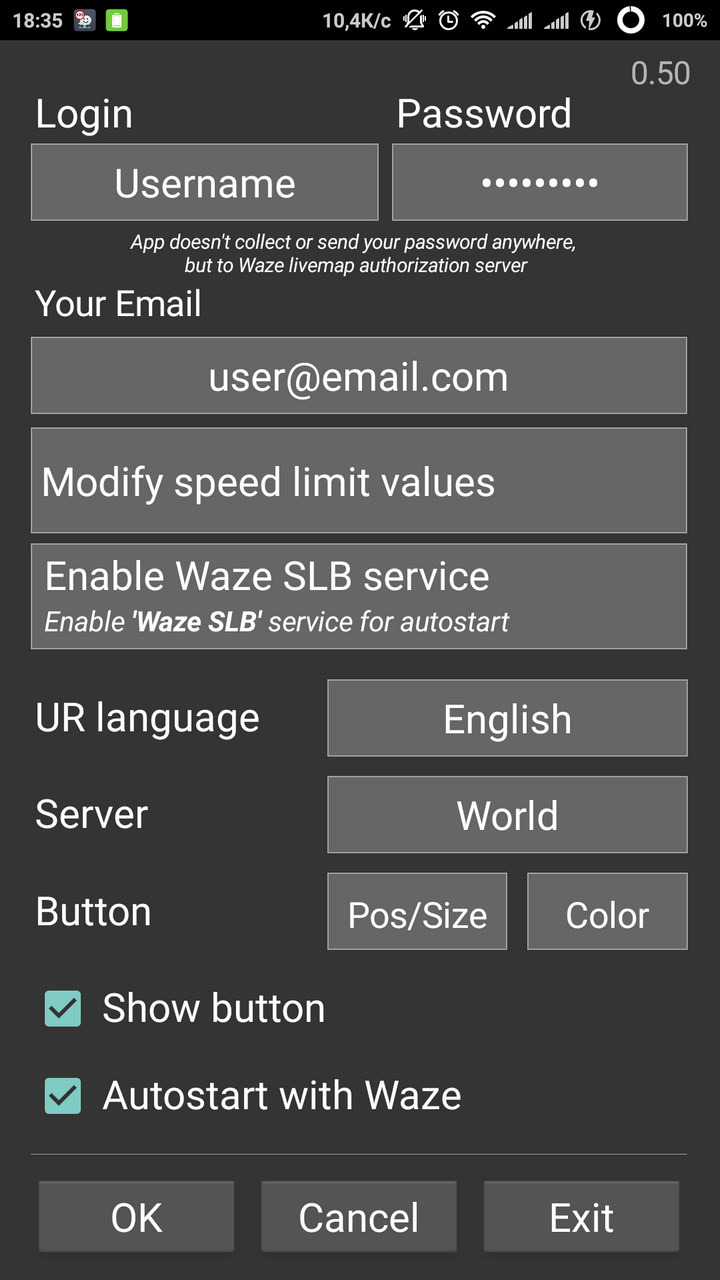 18:35 10,4K/c 100%
0.50
Login Password
Username •••••••••
App doesn't collect or send your password anywhere,
but to Waze livemap authorization server
Your Email
user@email.com
Modify speed limit values
Enable Waze SLB service
Enable 'Waze SLB' service for autostart
UR language English
Server World
Button Pos/Size Color
Show button
Autostart with Waze
OK Cancel Exit